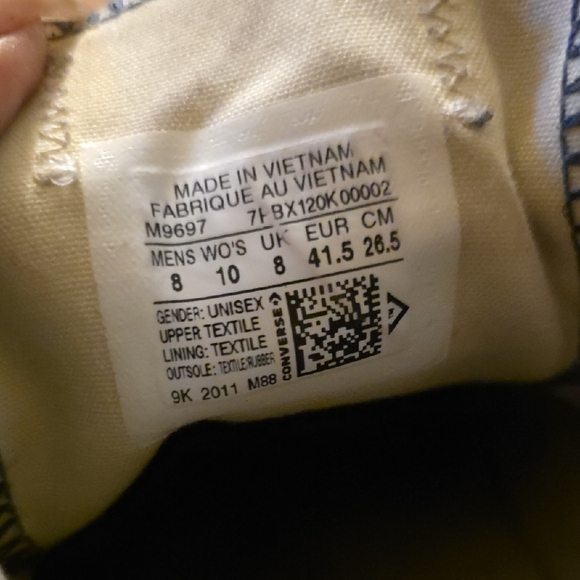 MADE IN VIETNAM
FABRIQUE AU VIETNAM
M9697 BX120K00002
MENS WO'S UK EUR CM
8 10 8 41.5 26.5
GENDER: UNISEX
UPPER TEXTILE
LINING: TEXTILE
OUTSOLE: TEXTILE/RUBBER
9K 2011 M88
CONVERSE